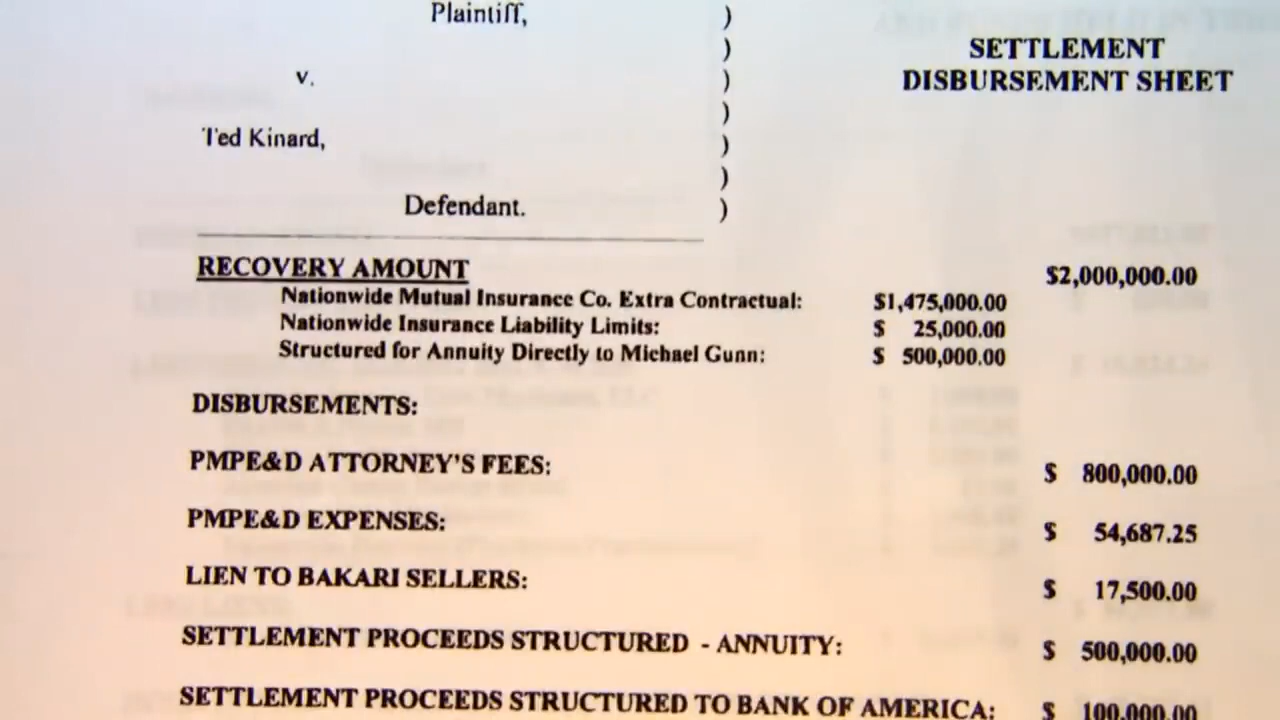 Plaintiff, )
) SETTLEMENT
v. ) DISBURSEMENT SHEET
)
Ted Kinard, )
)
Defendant. )
RECOVERY AMOUNT $2,000,000.00
Nationwide Mutual Insurance Co. Extra Contractual: $1,475,000.00
Nationwide Insurance Liability Limits: $ 25,000.00
Structured for Annuity Directly to Michael Gunn: $ 500,000.00
DISBURSEMENTS:
PMPE&D ATTORNEY'S FEES: $ 800,000.00
PMPE&D EXPENSES: $ 54,687.25
LIEN TO BAKARI SELLERS: $ 17,500.00
SETTLEMENT PROCEEDS STRUCTURED - ANNUITY: $ 500,000.00
SETTLEMENT PROCEEDS STRUCTURED TO BANK OF AMERICA: $ 100,000.00